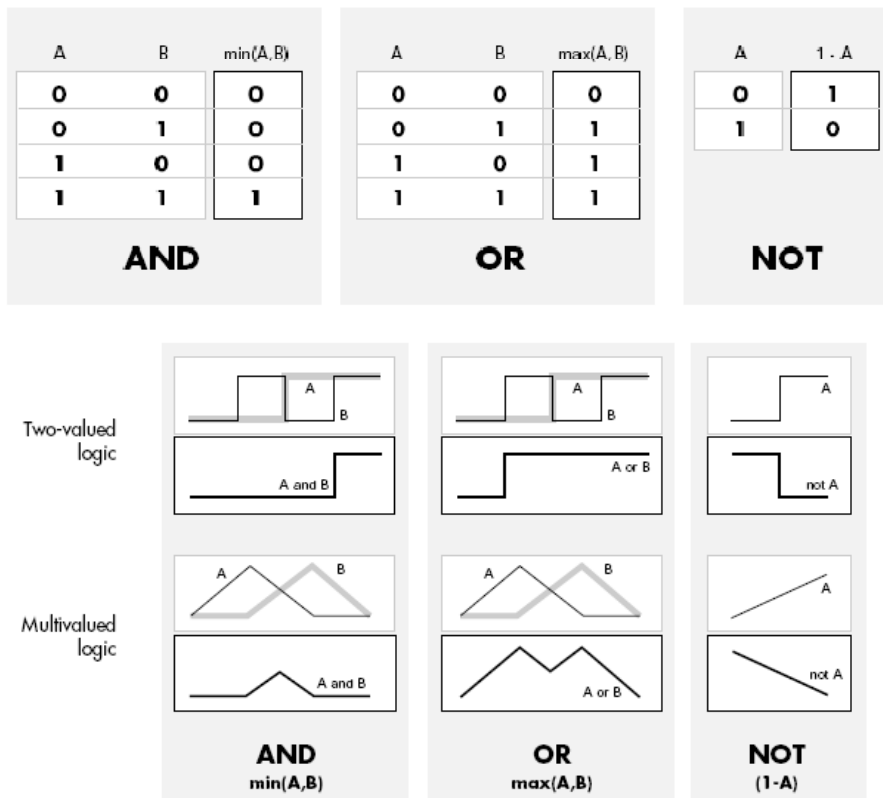 A B min(A,B)
0 0 0
0 1 0
1 0 0
1 1 1
AND
A B max(A,B)
0 0 0
0 1 1
1 0 1
1 1 1
OR
A 1 - A
0 1
1 0
NOT
Two-valued
logic
A
B
A and B
A
B
A or B
A
not A
Multivalued
logic
A
B
A and B
A
B
A or B
A
not A
AND
min(A,B)
OR
max(A,B)
NOT
(1-A)